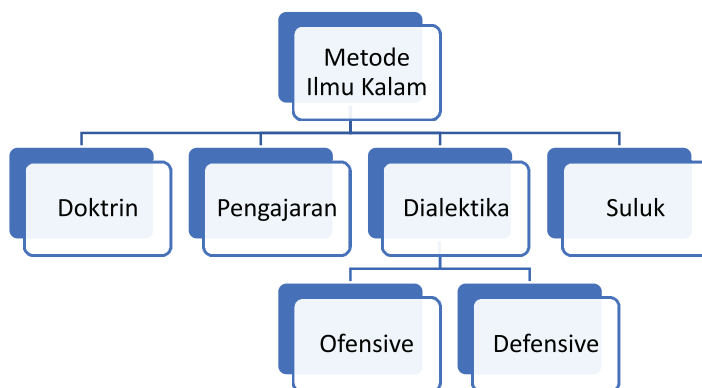 Metode
Ilmu Kalam
Doktrin
Pengajaran
Dialektika
Suluk
Ofensive
Defensive